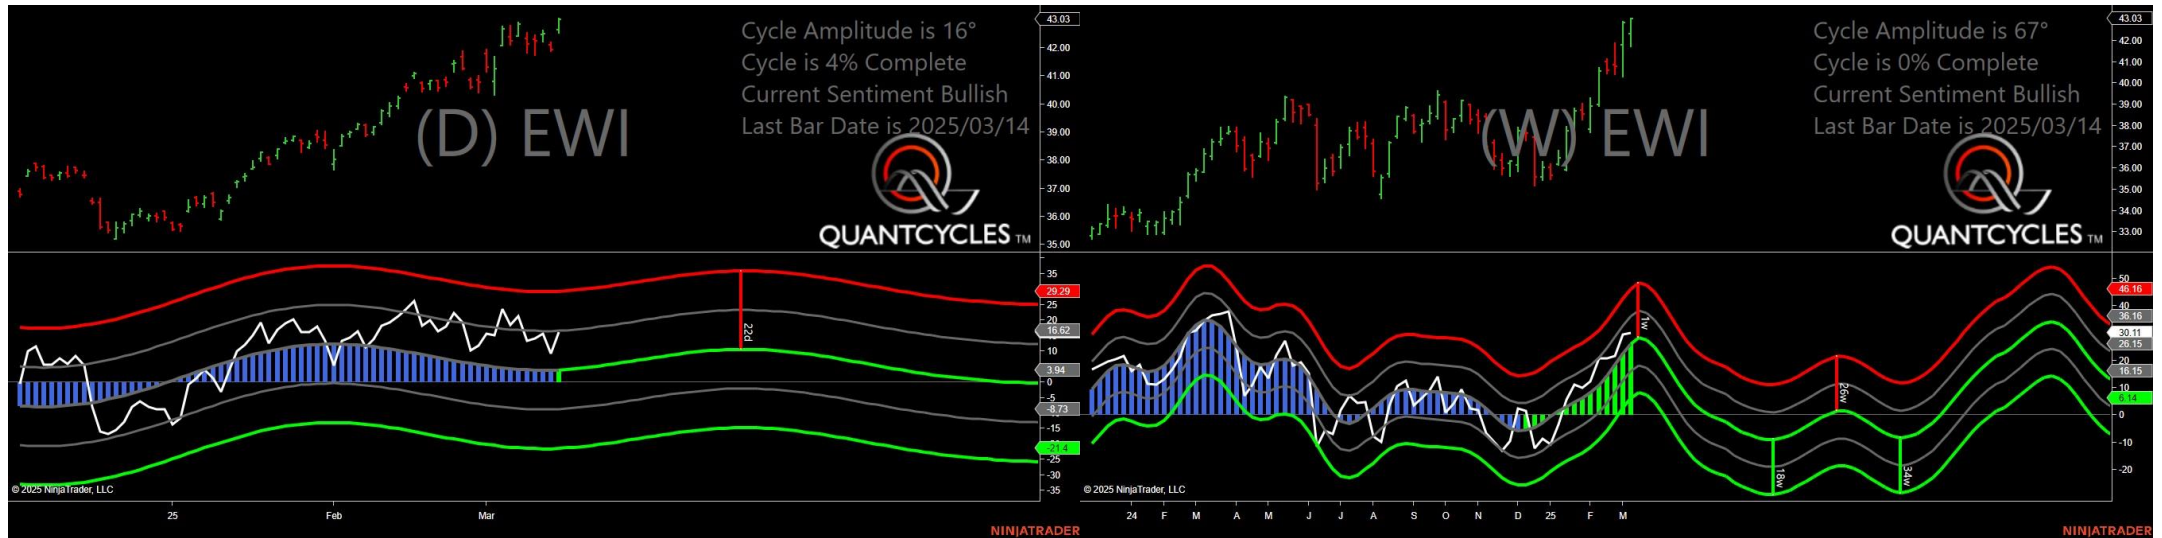 Cycle Amplitude is 16°
Cycle is 4% Complete
Current Sentiment Bullish
Last Bar Date is 2025/03/14
(D) EWI
QUANTCYCLES TM
43.03
42.00
41.00
40.00
39.00
38.00
37.00
36.00
35.00
35
29.29
25
20
16.62
10
3.94
0
-5
-8.73
-15
-21.4
-25
-30
-35
22d
© 2025 NinjaTrader, LLC
25 Feb Mar
NINJATRADER
Cycle Amplitude is 67°
Cycle is 0% Complete
Current Sentiment Bullish
Last Bar Date is 2025/03/14
(W) EWI
QUANTCYCLES TM
43.03
42.00
41.00
40.00
39.00
38.00
37.00
36.00
35.00
34.00
33.00
50
46.16
40
36.16
30.11
26.15
20
16.15
10
6.14
0
-10
-20
1w
26w
18w
34w
© 2025 NinjaTrader, LLC
24 F M A M J J A S O N D 25 F M
NINJATRADER